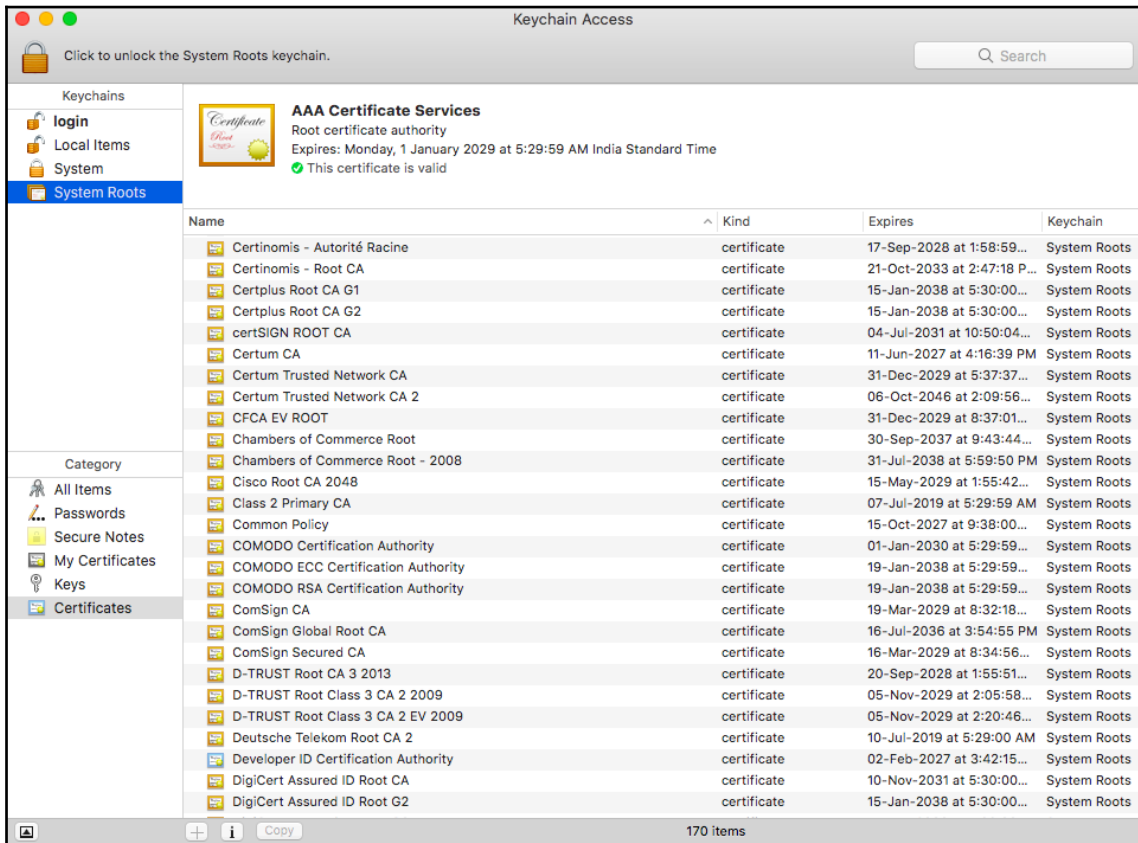 Keychain Access
Click to unlock the System Roots keychain.
Search
Keychains
login
Local Items
System
System Roots
Category
All Items
Passwords
Secure Notes
My Certificates
Keys
Certificates
Certificate
Root
AAA Certificate Services
Root certificate authority
Expires: Monday, 1 January 2029 at 5:29:59 AM India Standard Time
This certificate is valid
Name Kind Expires Keychain
Certinomis - Autorité Racine certificate 17-Sep-2028 at 1:58:59... System Roots
Certinomis - Root CA certificate 21-Oct-2033 at 2:47:18 P... System Roots
Certplus Root CA G1 certificate 15-Jan-2038 at 5:30:00... System Roots
Certplus Root CA G2 certificate 15-Jan-2038 at 5:30:00... System Roots
certSIGN ROOT CA certificate 04-Jul-2031 at 10:50:04... System Roots
Certum CA certificate 11-Jun-2027 at 4:16:39 PM System Roots
Certum Trusted Network CA certificate 31-Dec-2029 at 5:37:37... System Roots
Certum Trusted Network CA 2 certificate 06-Oct-2046 at 2:09:56... System Roots
CFCA EV ROOT certificate 31-Dec-2029 at 8:37:01... System Roots
Chambers of Commerce Root certificate 30-Sep-2037 at 9:43:44... System Roots
Chambers of Commerce Root - 2008 certificate 31-Jul-2038 at 5:59:50 PM System Roots
Cisco Root CA 2048 certificate 15-May-2029 at 1:55:42... System Roots
Class 2 Primary CA certificate 07-Jul-2019 at 5:29:59 AM System Roots
Common Policy certificate 15-Oct-2027 at 9:38:00... System Roots
COMODO Certification Authority certificate 01-Jan-2030 at 5:29:59... System Roots
COMODO ECC Certification Authority certificate 19-Jan-2038 at 5:29:59... System Roots
COMODO RSA Certification Authority certificate 19-Jan-2038 at 5:29:59... System Roots
ComSign CA certificate 19-Mar-2029 at 8:32:18... System Roots
ComSign Global Root CA certificate 16-Jul-2036 at 3:54:55 PM System Roots
ComSign Secured CA certificate 16-Mar-2029 at 8:34:56... System Roots
D-TRUST Root CA 3 2013 certificate 20-Sep-2028 at 1:55:51... System Roots
D-TRUST Root Class 3 CA 2 2009 certificate 05-Nov-2029 at 2:05:58... System Roots
D-TRUST Root Class 3 CA 2 EV 2009 certificate 05-Nov-2029 at 2:20:46... System Roots
Deutsche Telekom Root CA 2 certificate 10-Jul-2019 at 5:29:00 AM System Roots
Developer ID Certification Authority certificate 02-Feb-2027 at 3:42:15... System Roots
DigiCert Assured ID Root CA certificate 10-Nov-2031 at 5:30:00... System Roots
DigiCert Assured ID Root G2 certificate 15-Jan-2038 at 5:30:00... System Roots
Copy
170 items